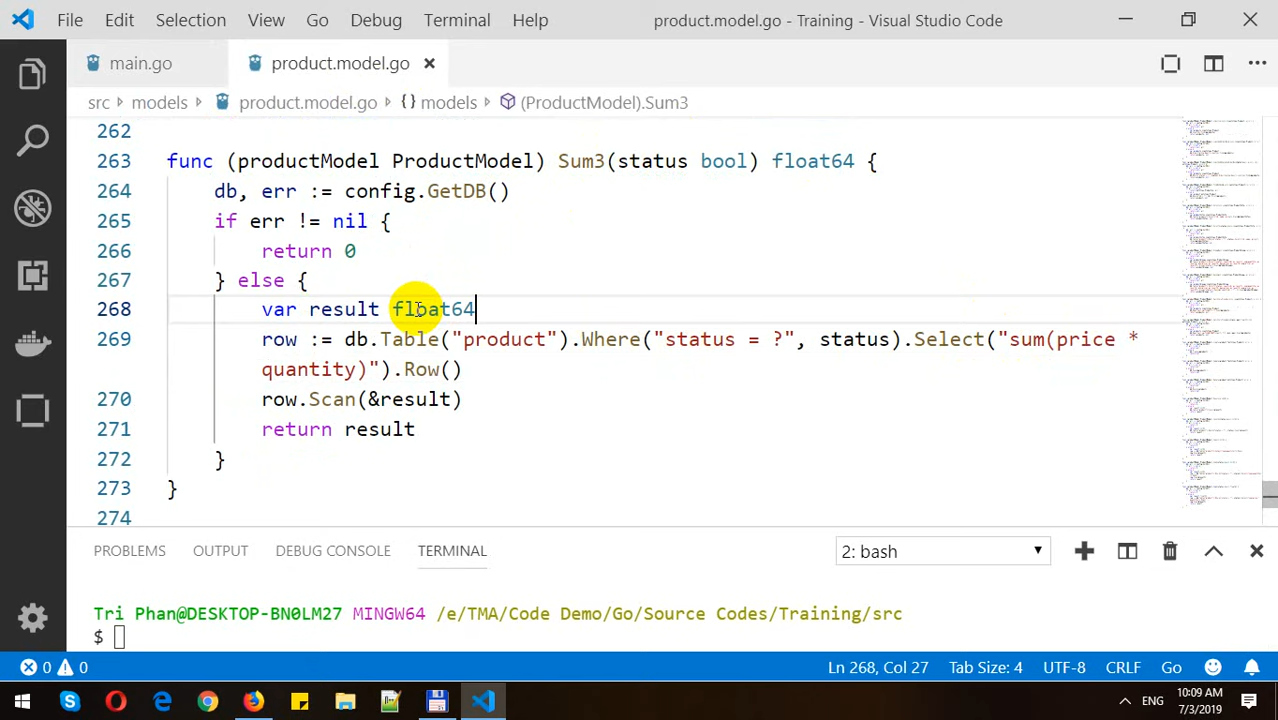 File Edit Selection View Go Debug Terminal Help product.model.go - Training - Visual Studio Code
main.go product.model.go
src models product.model.go {} models (ProductModel).Sum3
262
263 func (productModel ProductModel) Sum3(status bool) float64 {
264 db, err := config.GetDB()
265 if err != nil {
266 return 0
267 } else {
268 var result float64
269 row := db.Table("product ").Where("status = ?", status).Select("sum(price *
quantity)").Row()
270 row.Scan(&result)
271 return result
272 }
273 }
274
PROBLEMS OUTPUT DEBUG CONSOLE TERMINAL 2: bash
Tri Phan@DESKTOP-BN0LM27 MINGW64 /e/TMA/Code Demo/Go/Source Codes/Training/src
$
0 0 Ln 268, Col 27 Tab Size: 4 UTF-8 CRLF Go
ENG 10:09 AM
7/3/2019